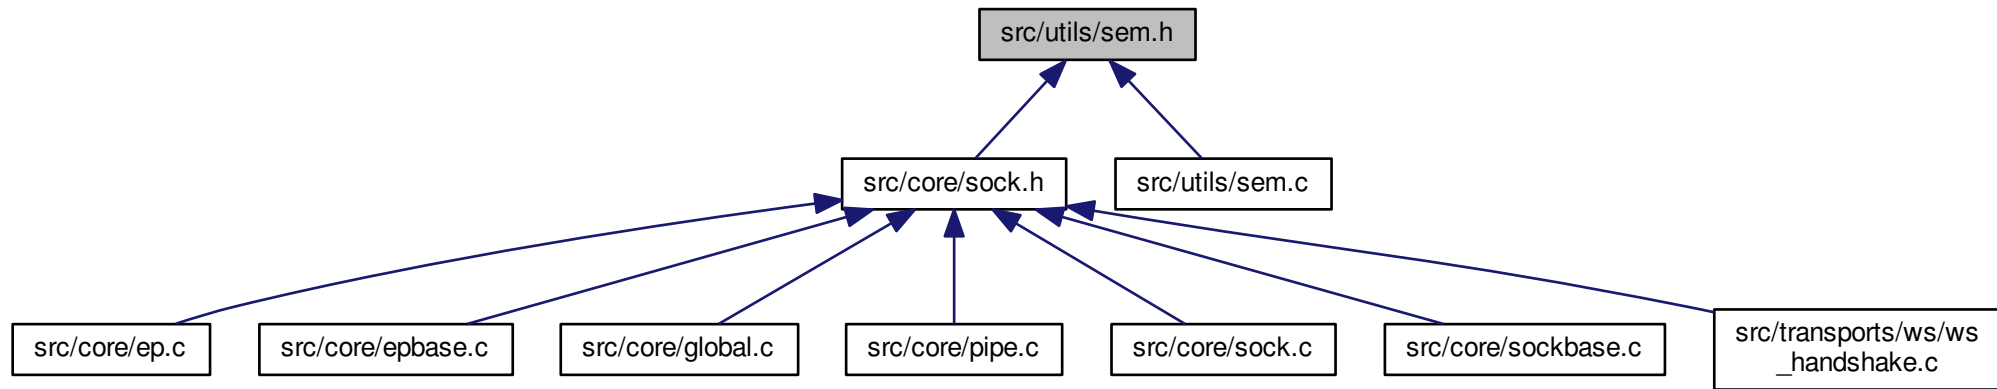 src/utils/sem.h
src/core/sock.h
src/utils/sem.c
src/core/ep.c
src/core/epbase.c
src/core/global.c
src/core/pipe.c
src/core/sock.c
src/core/sockbase.c
src/transports/ws/ws
_handshake.c